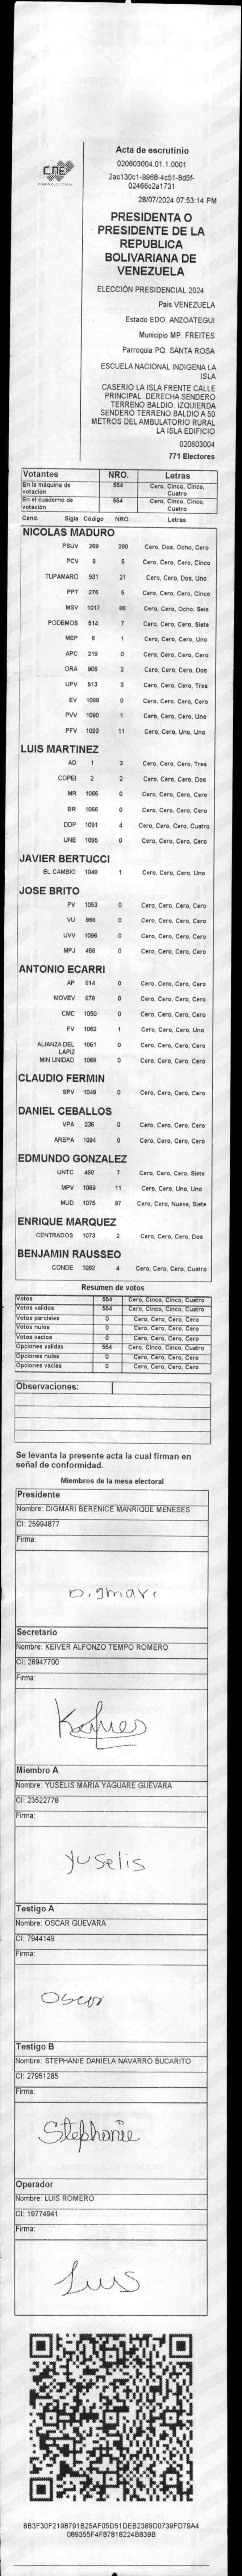 CNE
Acta de escrutinio
020603004.01.1.0001
2ac130c1-9968-4c51-8d5f-
02466c2a1731
28/07/2024 07:53:14 PM
PRESIDENTA O
PRESIDENTE DE LA
REPUBLICA
BOLIVARIANA DE
VENEZUELA
ELECCIÓN PRESIDENCIAL 2024
País VENEZUELA
Estado EDO. ANZOATEGUI
Municipio MP. FREITES
Parroquia PQ. SANTA ROSA
ESCUELA NACIONAL INDIGENA LA
ISLA
CASERIO LA ISLA FRENTE CALLE
PRINCIPAL. DERECHA SENDERO
TERRENO BALDIO. IZQUIERDA
SENDERO TERRENO BALDIO A 50
METROS DEL AMBULATORIO RURAL
LA ISLA EDIFICIO
020603004
771 Electores
Votantes NRO. Letras
En la máquina de votación 554 Cero, Cinco, Cinco, Cuatro
En el cuaderno de votación 554 Cero, Cinco, Cinco, Cuatro
Cand. Sigla Código NRO. Letras
NICOLAS MADURO
PSUV 269 280 Cero, Dos, Ocho, Cero
PCV 9 5 Cero, Cero, Cero, Cinco
TUPAMARO 931 21 Cero, Cero, Dos, Uno
PPT 276 5 Cero, Cero, Cero, Cinco
MSV 1017 86 Cero, Cero, Ocho, Seis
PODEMOS 514 7 Cero, Cero, Cero, Siete
MEP 6 1 Cero, Cero, Cero, Uno
APC 219 0 Cero, Cero, Cero, Cero
ORA 906 2 Cero, Cero, Cero, Dos
UPV 513 3 Cero, Cero, Cero, Tres
EV 1089 0 Cero, Cero, Cero, Cero
PVV 1090 1 Cero, Cero, Cero, Uno
PFV 1093 11 Cero, Cero, Uno, Uno
LUIS MARTINEZ
AD 1 3 Cero, Cero, Cero, Tres
COPEI 2 2 Cero, Cero, Cero, Dos
MR 1065 0 Cero, Cero, Cero, Cero
BR 1066 0 Cero, Cero, Cero, Cero
DDP 1091 4 Cero, Cero, Cero, Cuatro
UNE 1095 0 Cero, Cero, Cero, Cero
JAVIER BERTUCCI
EL CAMBIO 1048 1 Cero, Cero, Cero, Uno
JOSE BRITO
PV 1053 0 Cero, Cero, Cero, Cero
VU 868 0 Cero, Cero, Cero, Cero
UVV 1096 0 Cero, Cero, Cero, Cero
MPJ 458 0 Cero, Cero, Cero, Cero
ANTONIO ECARRI
AP 814 0 Cero, Cero, Cero, Cero
MOVEV 878 0 Cero, Cero, Cero, Cero
CMC 1050 0 Cero, Cero, Cero, Cero
FV 1062 1 Cero, Cero, Cero, Uno
ALIANZA DEL LAPIZ 1051 0 Cero, Cero, Cero, Cero
MIN UNIDAD 1068 0 Cero, Cero, Cero, Cero
CLAUDIO FERMIN
SPV 1049 0 Cero, Cero, Cero, Cero
DANIEL CEBALLOS
VPA 236 0 Cero, Cero, Cero, Cero
AREPA 1094 0 Cero, Cero, Cero, Cero
EDMUNDO GONZALEZ
UNTC 460 7 Cero, Cero, Cero, Siete
MPV 1069 11 Cero, Cero, Uno, Uno
MUD 1075 97 Cero, Cero, Nueve, Siete
ENRIQUE MARQUEZ
CENTRADOS 1073 2 Cero, Cero, Cero, Dos
BENJAMIN RAUSSEO
CONDE 1092 4 Cero, Cero, Cero, Cuatro
Resumen de votos
Votos 554 Cero, Cinco, Cinco, Cuatro
Votos validos 554 Cero, Cinco, Cinco, Cuatro
Votos parciales 0 Cero, Cero, Cero, Cero
Votos nulos 0 Cero, Cero, Cero, Cero
Votos vacios 0 Cero, Cero, Cero, Cero
Opciones validas 554 Cero, Cinco, Cinco, Cuatro
Opciones nulas 0 Cero, Cero, Cero, Cero
Opciones vacias 0 Cero, Cero, Cero, Cero
Observaciones:
Se levanta la presente acta la cual firman en
señal de conformidad.
Miembros de la mesa electoral
Presidente
Nombre: DIGMARI BERENICE MANRIQUE MENESES
CI: 25994877
Firma:
Digmari
Secretario
Nombre: KEIVER ALFONZO TEMPO ROMERO
CI: 26947700
Firma:
Miembro A
Nombre: YUSELIS MARIA YAGUARE GUEVARA
CI: 23522778
Firma:
Yuselis
Testigo A
Nombre: OSCAR GUEVARA
CI: 7944149
Firma:
Oscar
Testigo B
Nombre: STEPHANIE DANIELA NAVARRO BUCARITO
CI: 27951285
Firma:
Stephanie
Operador
Nombre: LUIS ROMERO
CI: 19774941
Firma:
Luis
8B3F30F2198791B25AF05D51DEB2389D0739FD79A4
089355F4F87818224B839B